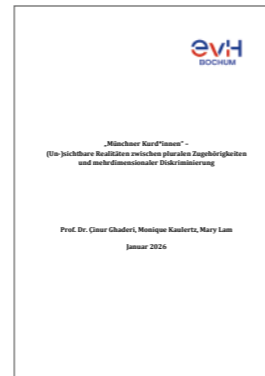 evH
BOCHUM
„Münchner Kurd*innen“ –
(Un-)sichtbare Realitäten zwischen pluralen Zugehörigkeiten
und mehrdimensionaler Diskriminierung
Prof. Dr. Çinur Ghaderi, Monique Kaulertz, Mary Lam
Januar 2026